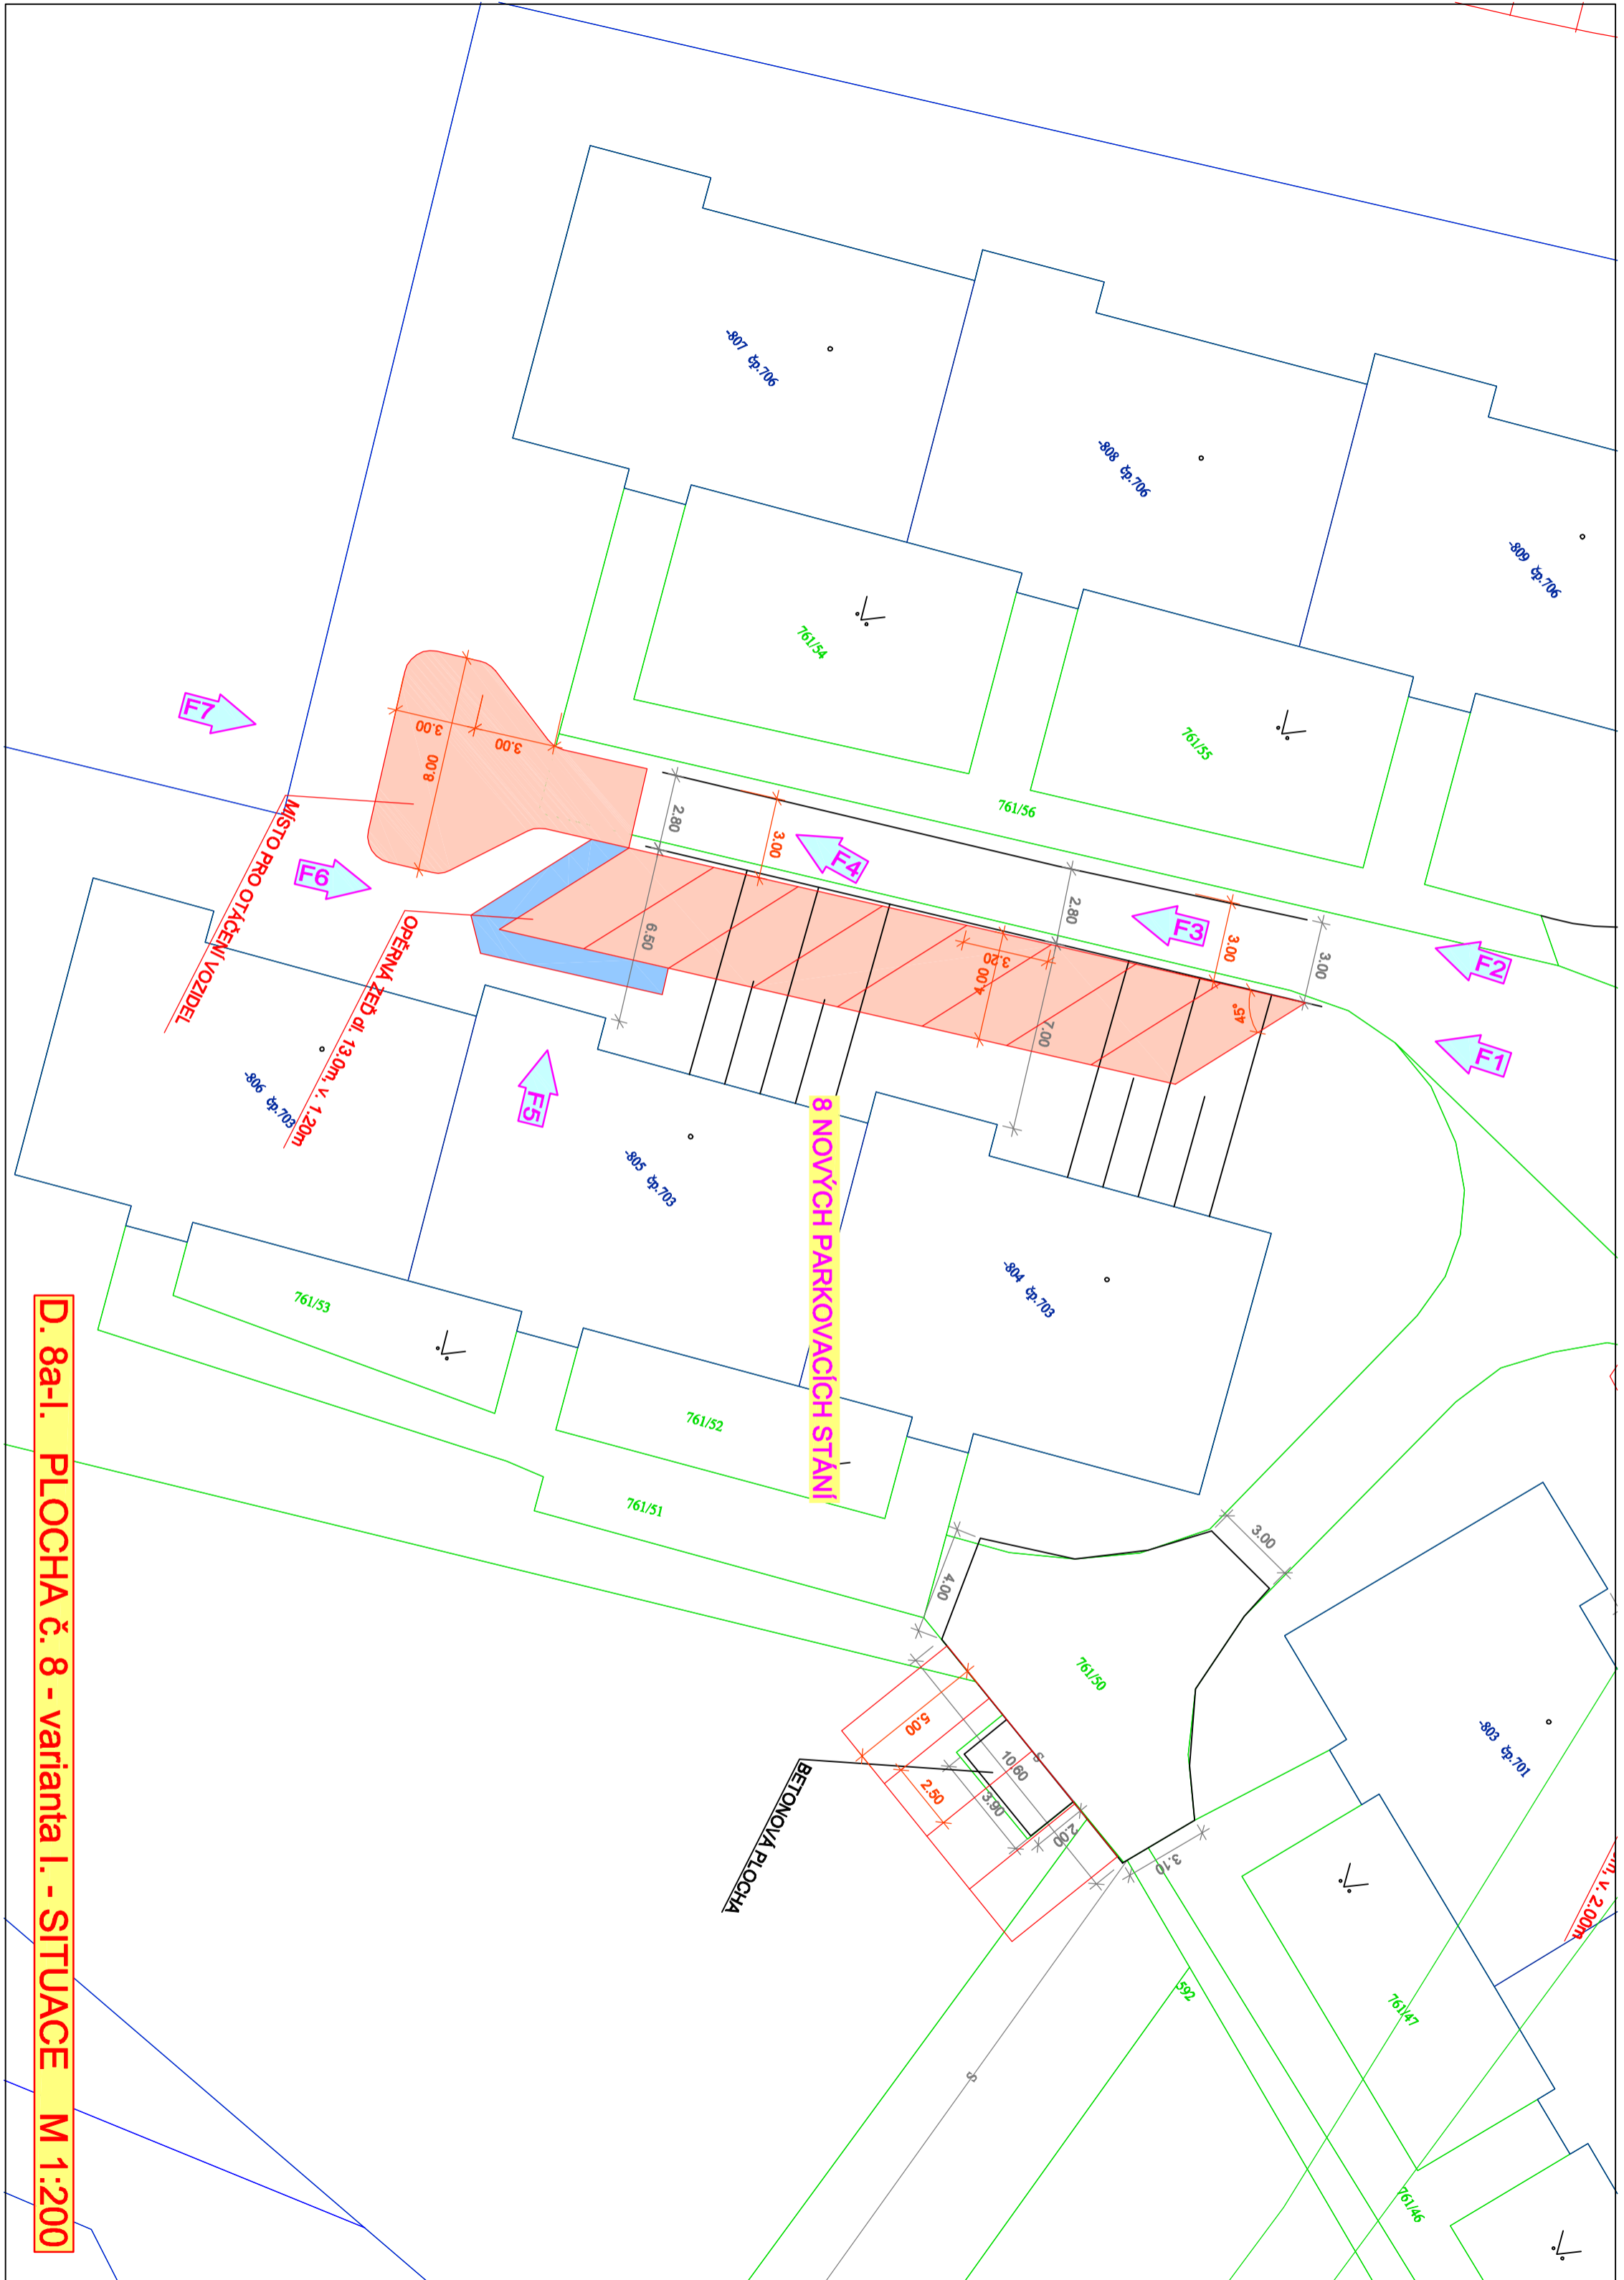 -807 čp.706
-808 čp.706
-809 čp.706
761/54
761/55
761/56
F7
F6
F5
F4
F3
F2
F1
3.00
3.00
8.00
2.80
3.00
6.50
2.80
3.00
3.00
3.20
4.00
7.00
45°
MÍSTO PRO OTÁČENÍ VOZIDEL
OPĚRNÁ ZEĎ dl. 13.0m, v. 1.20m
-806 čp.703
-805 čp.703
-804 čp.703
8 NOVÝCH PARKOVACÍCH STÁNÍ
761/53
761/52
761/51
761/50
3.00
4.00
5.00
2.50
10.60
3.90
2.00
3.10
S
S
BETONOVÁ PLOCHA
-803 čp.701
592
761/47
761/46
v. 2.00m
D. 8a-I. PLOCHA č. 8 - varianta I. - SITUACE M 1:200